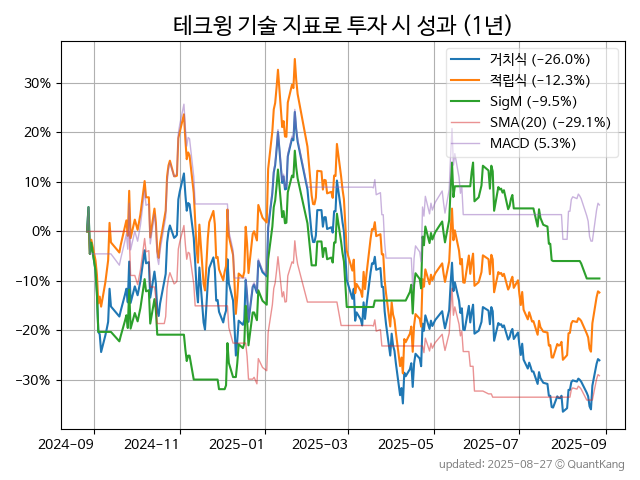 테크윙 기술 지표로 투자 시 성과 (1년)
거치식 (−26.0%)
적립식 (−12.3%)
SigM (−9.5%)
SMA(20) (−29.1%)
MACD (5.3%)
30%
20%
10%
0%
−10%
−20%
−30%
2024-09 2024-11 2025-01 2025-03 2025-05 2025-07 2025-09
updated: 2025-08-27 © QuantKang